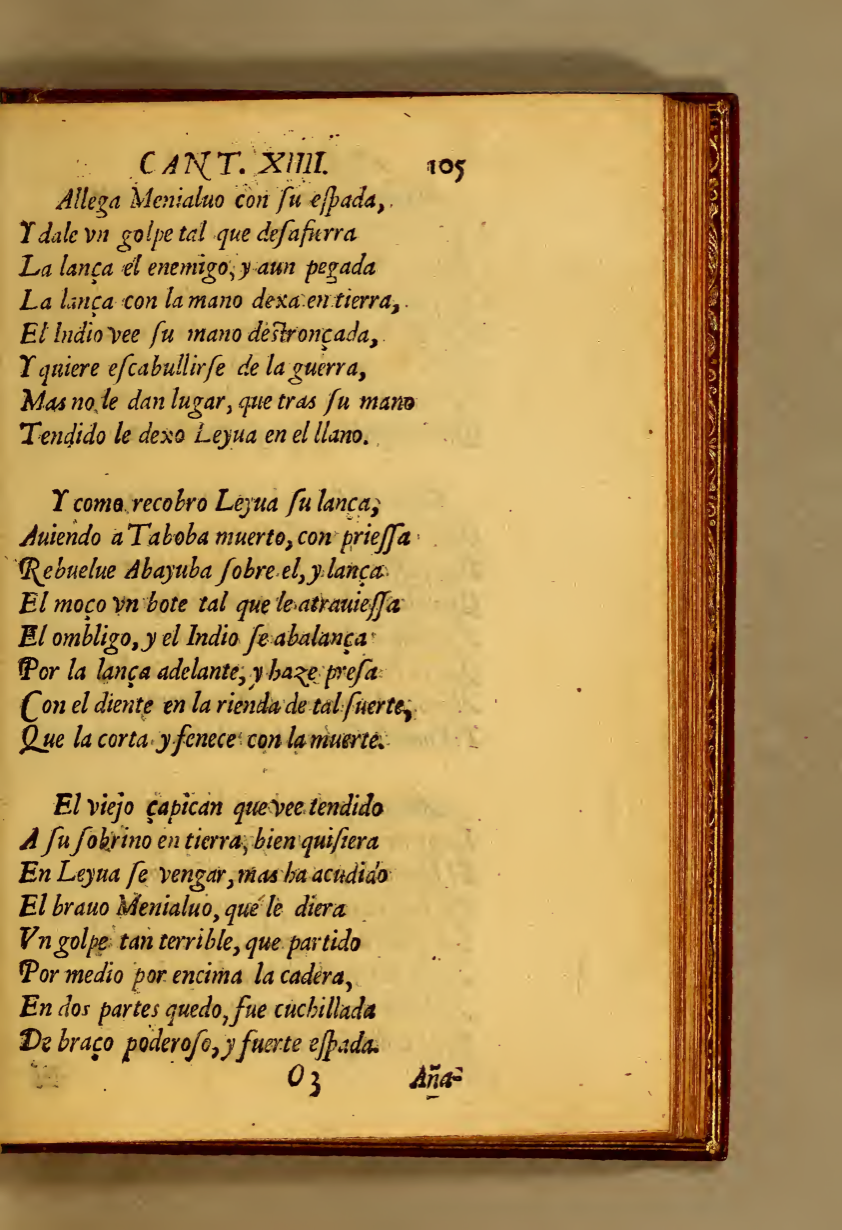 CANT. XIIII. 105
Allega Menialuo con ſu eſpada,
Y dale vn golpe tal que deſafurra
La lança él enemigo, y aun pegada
La lança con la mano dexa en tierra,
El Indio vee ſu mano deſtronçada,
Y quiere eſcabullirſe de la guerra,
Mas no le dan lugar, que tras ſu mano
Tendido le dexo Leyua en el llano.
Y como recobro Leyua ſu lança,
Auiendo a Taboba muerto, con prieſſa
Rebuelue Abayuba ſobre el, y lança
El moço vn bote tal que le atrauieſſa
El ombligo, y el Indio ſe abalança
Por la lança adelante, y haze preſa
Con el diente en la rienda de tal ſuerte,
Que la corta y fenece con la muerte.
El viejo çapican que vee tendido
A ſu ſobrino en tierra, bien quiſiera
En Leyua ſe vengar, mas ha acudido
El brauo Menialuo, que le diera
Vn golpe tan terrible, que partido
Por medio por encima la cadera,
En dos partes quedo, fue cuchillada
De braço poderoſo, y fuerte eſpada.
O3 Aña-